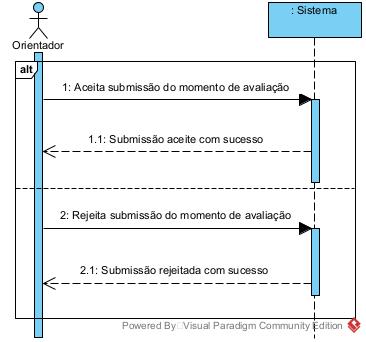 : Sistema
Orientador
alt
1: Aceita submissão do momento de avaliação
1.1: Submissão aceite com sucesso
2: Rejeita submissão do momento de avaliação
2.1: Submissão rejeitada com sucesso
Powered By Visual Paradigm Community Edition